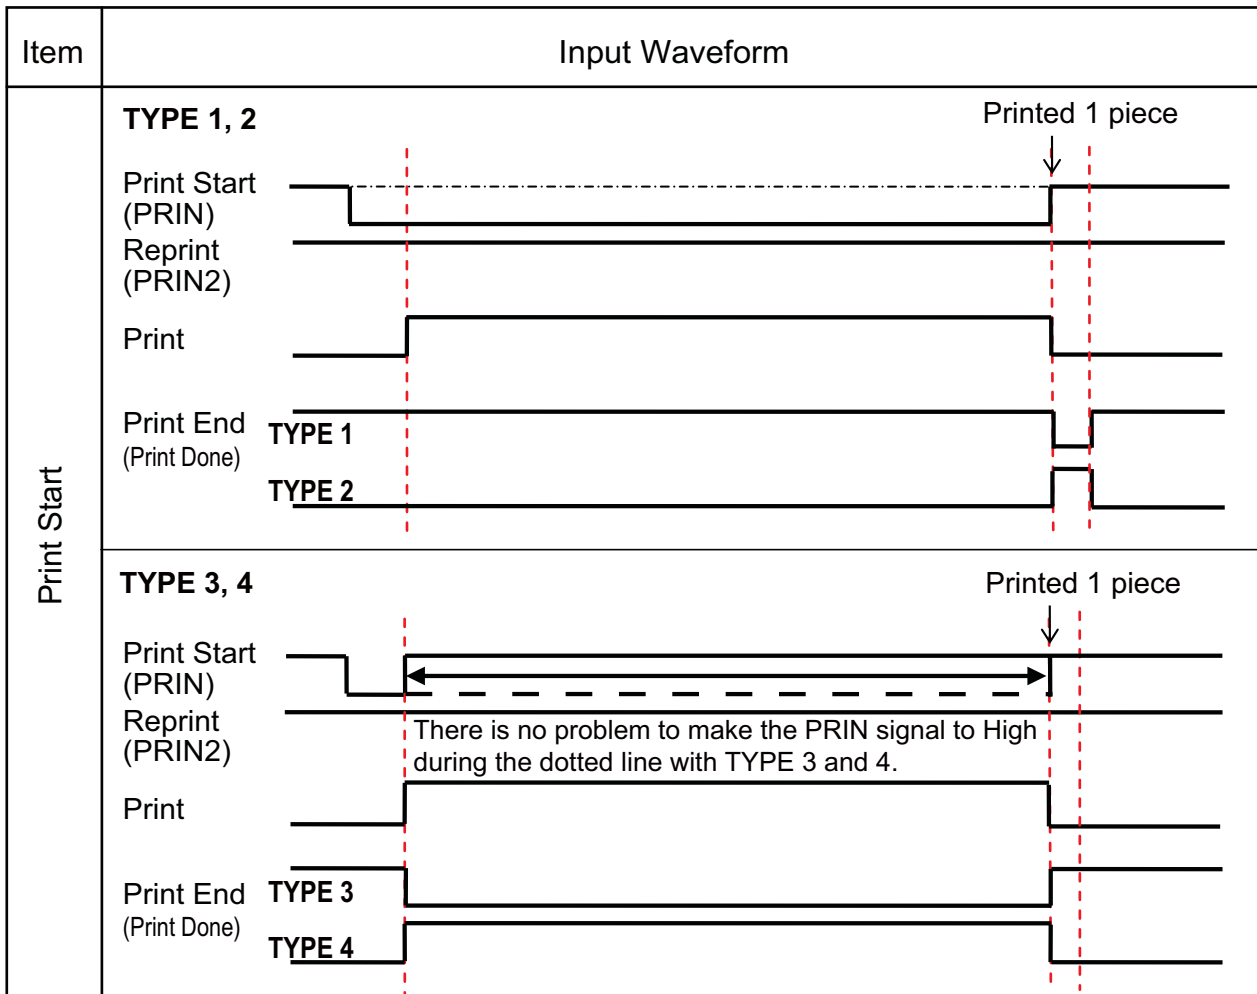 Item
Input Waveform
Print Start
TYPE 1, 2
Printed 1 piece
Print Start
(PRIN)
Reprint
(PRIN2)
Print
Print End
(Print Done)
TYPE 1
TYPE 2
TYPE 3, 4
Printed 1 piece
Print Start
(PRIN)
Reprint
(PRIN2)
There is no problem to make the PRIN signal to High
during the dotted line with TYPE 3 and 4.
Print
Print End
(Print Done)
TYPE 3
TYPE 4